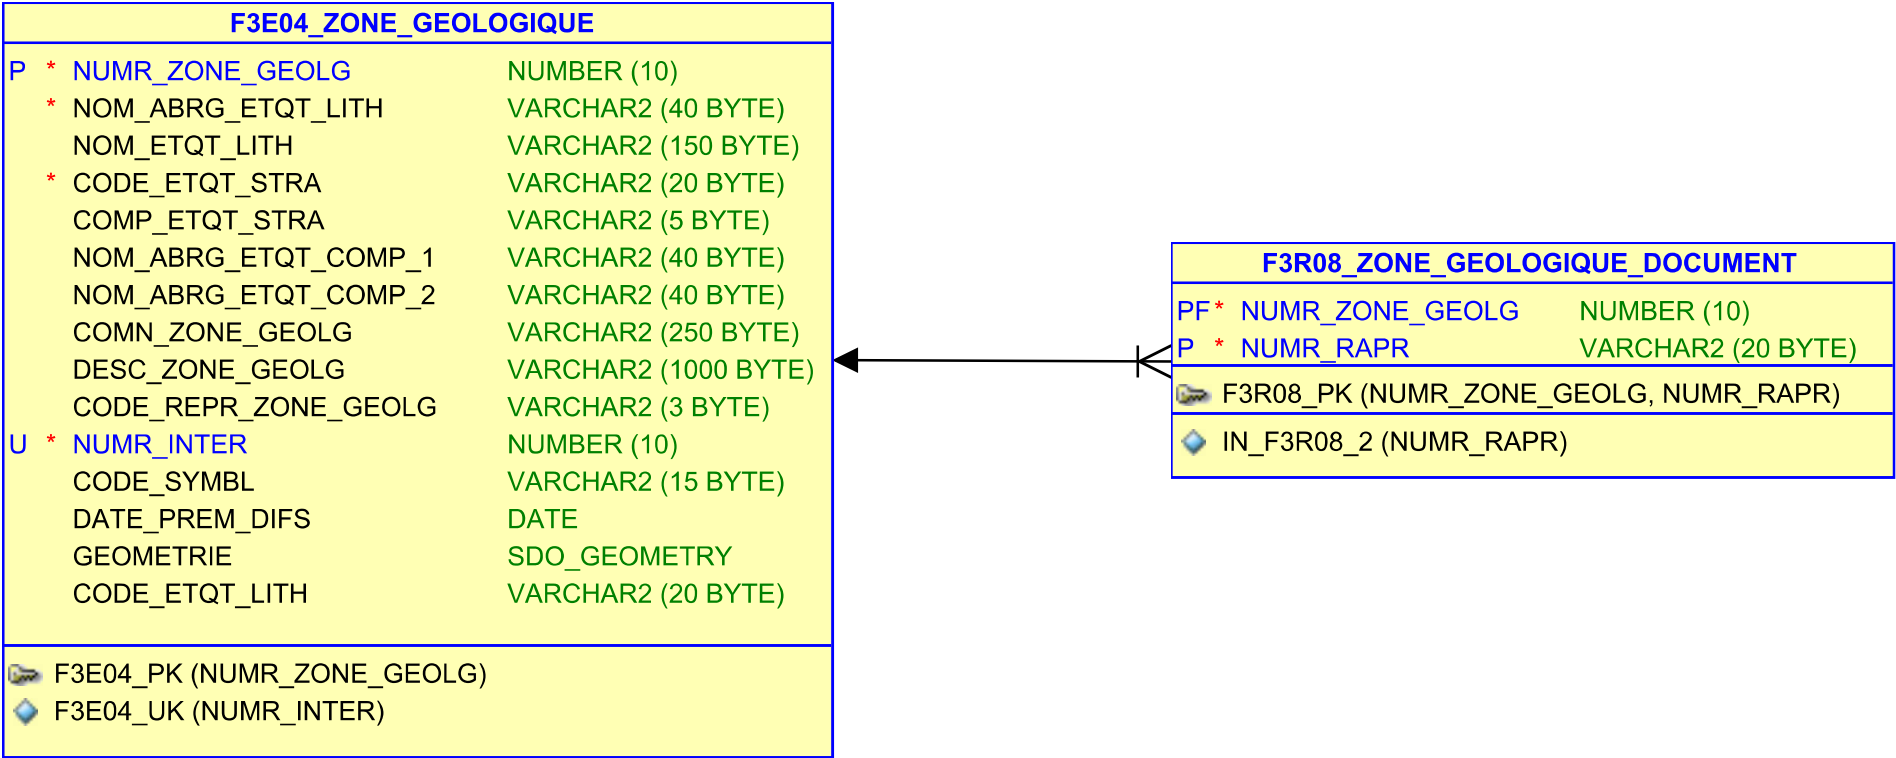 F3E04_ZONE_GEOLOGIQUE
P * NUMR_ZONE_GEOLG NUMBER (10)
* NOM_ABRG_ETQT_LITH VARCHAR2 (40 BYTE)
NOM_ETQT_LITH VARCHAR2 (150 BYTE)
* CODE_ETQT_STRA VARCHAR2 (20 BYTE)
COMP_ETQT_STRA VARCHAR2 (5 BYTE)
NOM_ABRG_ETQT_COMP_1 VARCHAR2 (40 BYTE)
NOM_ABRG_ETQT_COMP_2 VARCHAR2 (40 BYTE)
COMN_ZONE_GEOLG VARCHAR2 (250 BYTE)
DESC_ZONE_GEOLG VARCHAR2 (1000 BYTE)
CODE_REPR_ZONE_GEOLG VARCHAR2 (3 BYTE)
U * NUMR_INTER NUMBER (10)
CODE_SYMBL VARCHAR2 (15 BYTE)
DATE_PREM_DIFS DATE
GEOMETRIE SDO_GEOMETRY
CODE_ETQT_LITH VARCHAR2 (20 BYTE)
F3E04_PK (NUMR_ZONE_GEOLG)
F3E04_UK (NUMR_INTER)
F3R08_ZONE_GEOLOGIQUE_DOCUMENT
PF * NUMR_ZONE_GEOLG NUMBER (10)
P * NUMR_RAPR VARCHAR2 (20 BYTE)
F3R08_PK (NUMR_ZONE_GEOLG, NUMR_RAPR)
IN_F3R08_2 (NUMR_RAPR)